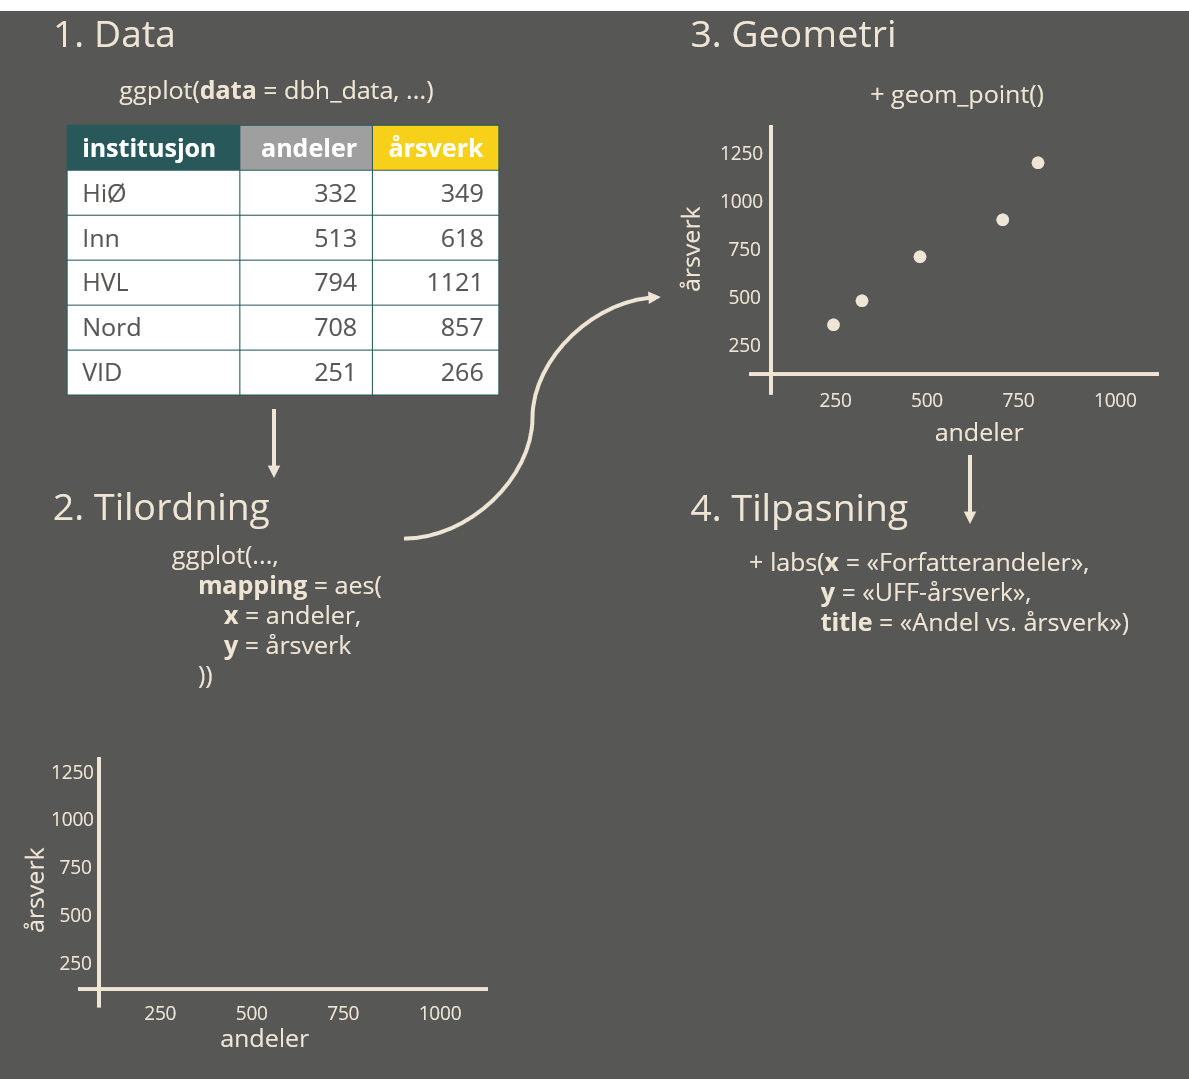 1. Data
ggplot(data = dbh_data, ...)
institusjon andeler årsverk
HiØ 332 349
Inn 513 618
HVL 794 1121
Nord 708 857
VID 251 266
2. Tilordning
ggplot(...,
mapping = aes(
x = andeler,
y = årsverk
))
1250
1000
750
500
250
årsverk
250 500 750 1000
andeler
3. Geometri
+ geom_point()
1250
1000
750
500
250
årsverk
250 500 750 1000
andeler
4. Tilpasning
+ labs(x = «Forfatterandeler»,
y = «UFF-årsverk»,
title = «Andel vs. årsverk»)